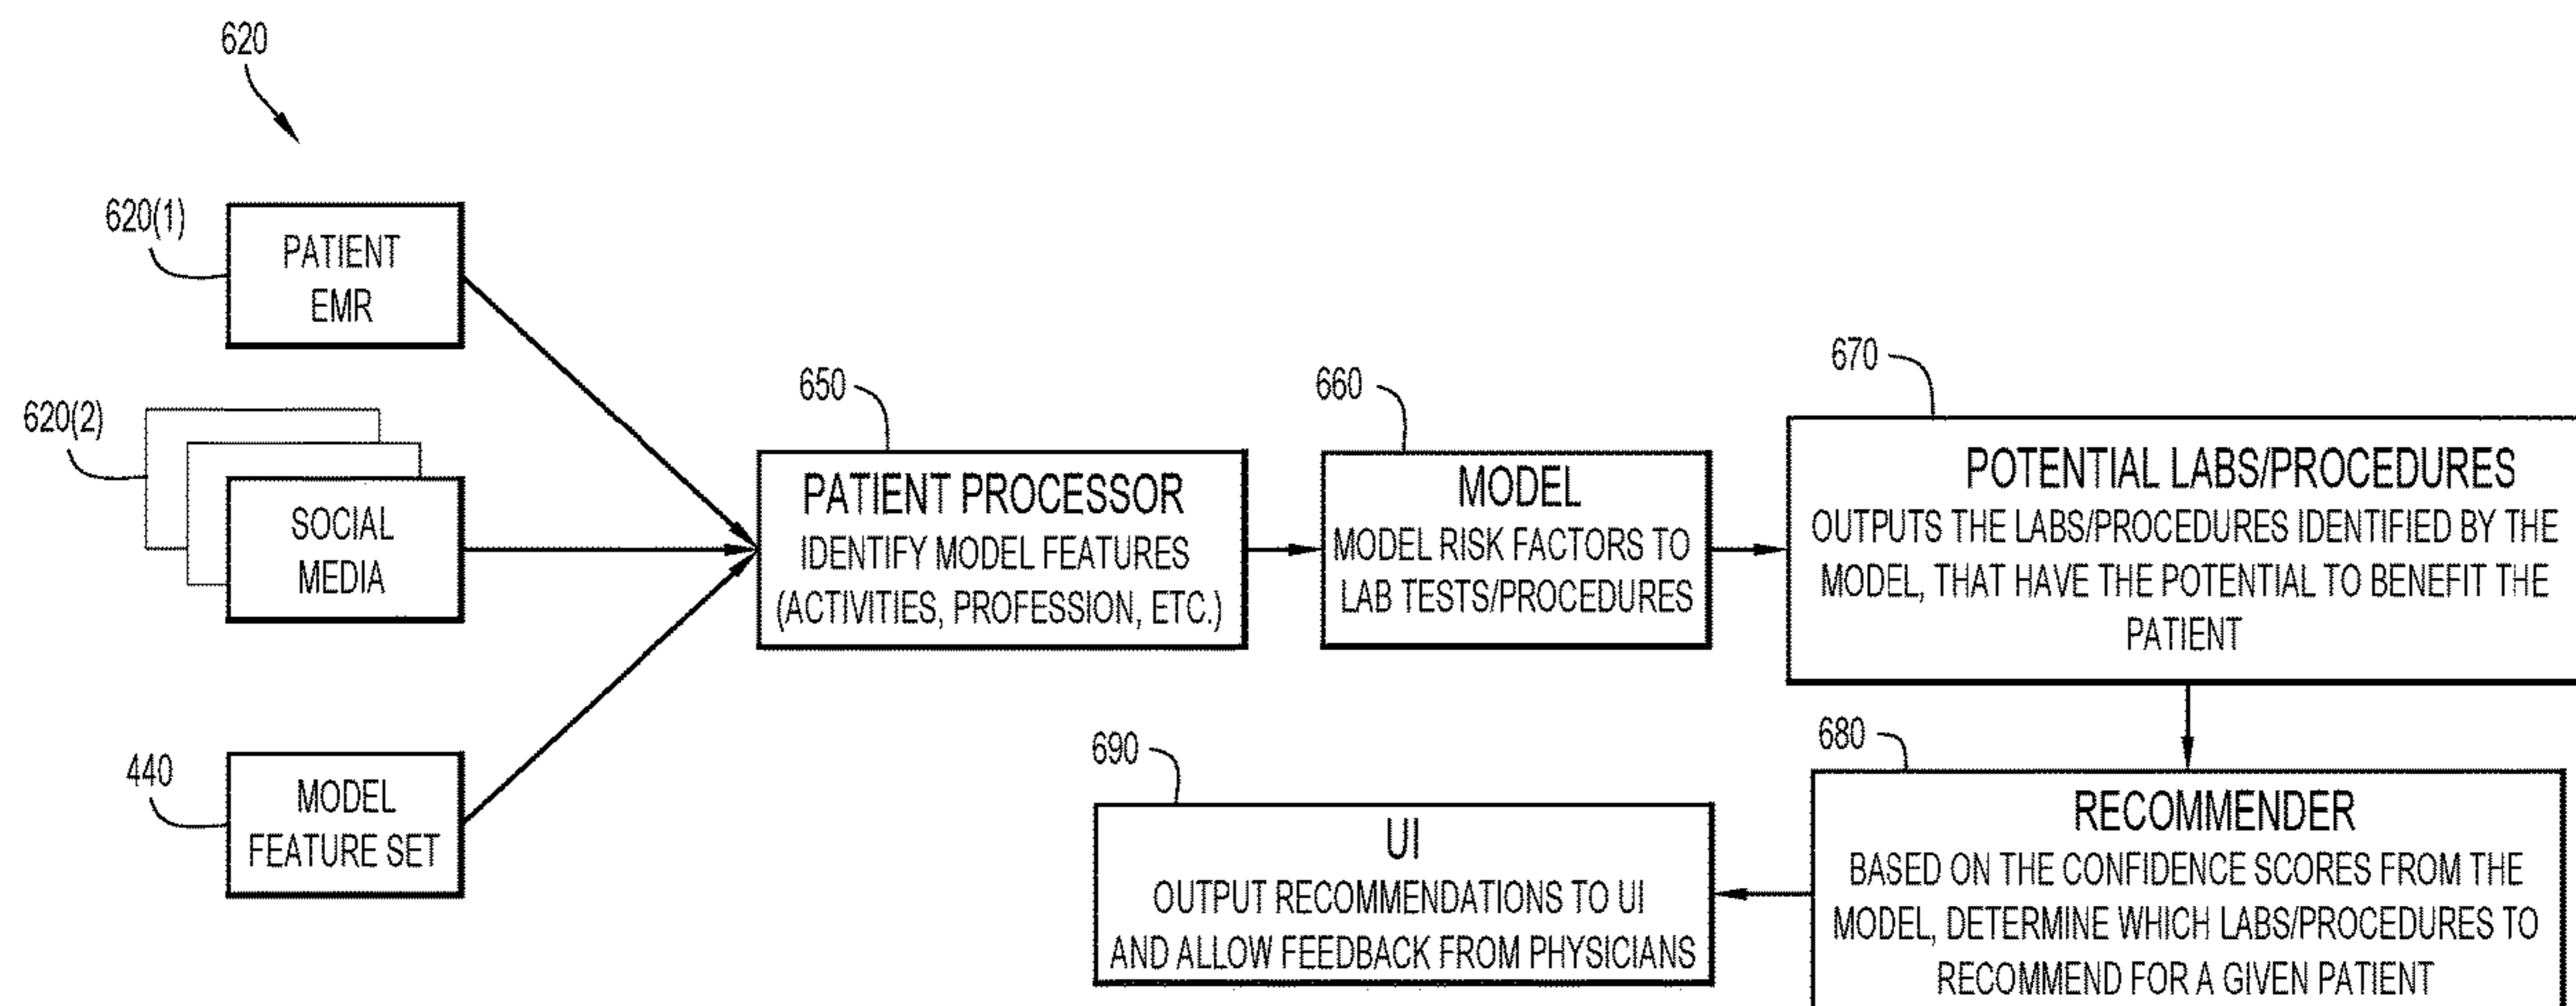 620
620(1)
PATIENT
EMR
620(2)
SOCIAL
MEDIA
440
MODEL
FEATURE SET
650
PATIENT PROCESSOR
IDENTIFY MODEL FEATURES
(ACTIVITIES, PROFESSION, ETC.)
660
MODEL
MODEL RISK FACTORS TO
LAB TESTS/PROCEDURES
670
POTENTIAL LABS/PROCEDURES
OUTPUTS THE LABS/PROCEDURES IDENTIFIED BY THE
MODEL, THAT HAVE THE POTENTIAL TO BENEFIT THE
PATIENT
680
RECOMMENDER
BASED ON THE CONFIDENCE SCORES FROM THE
MODEL, DETERMINE WHICH LABS/PROCEDURES TO
RECOMMEND FOR A GIVEN PATIENT
690
UI
OUTPUT RECOMMENDATIONS TO UI
AND ALLOW FEEDBACK FROM PHYSICIANS